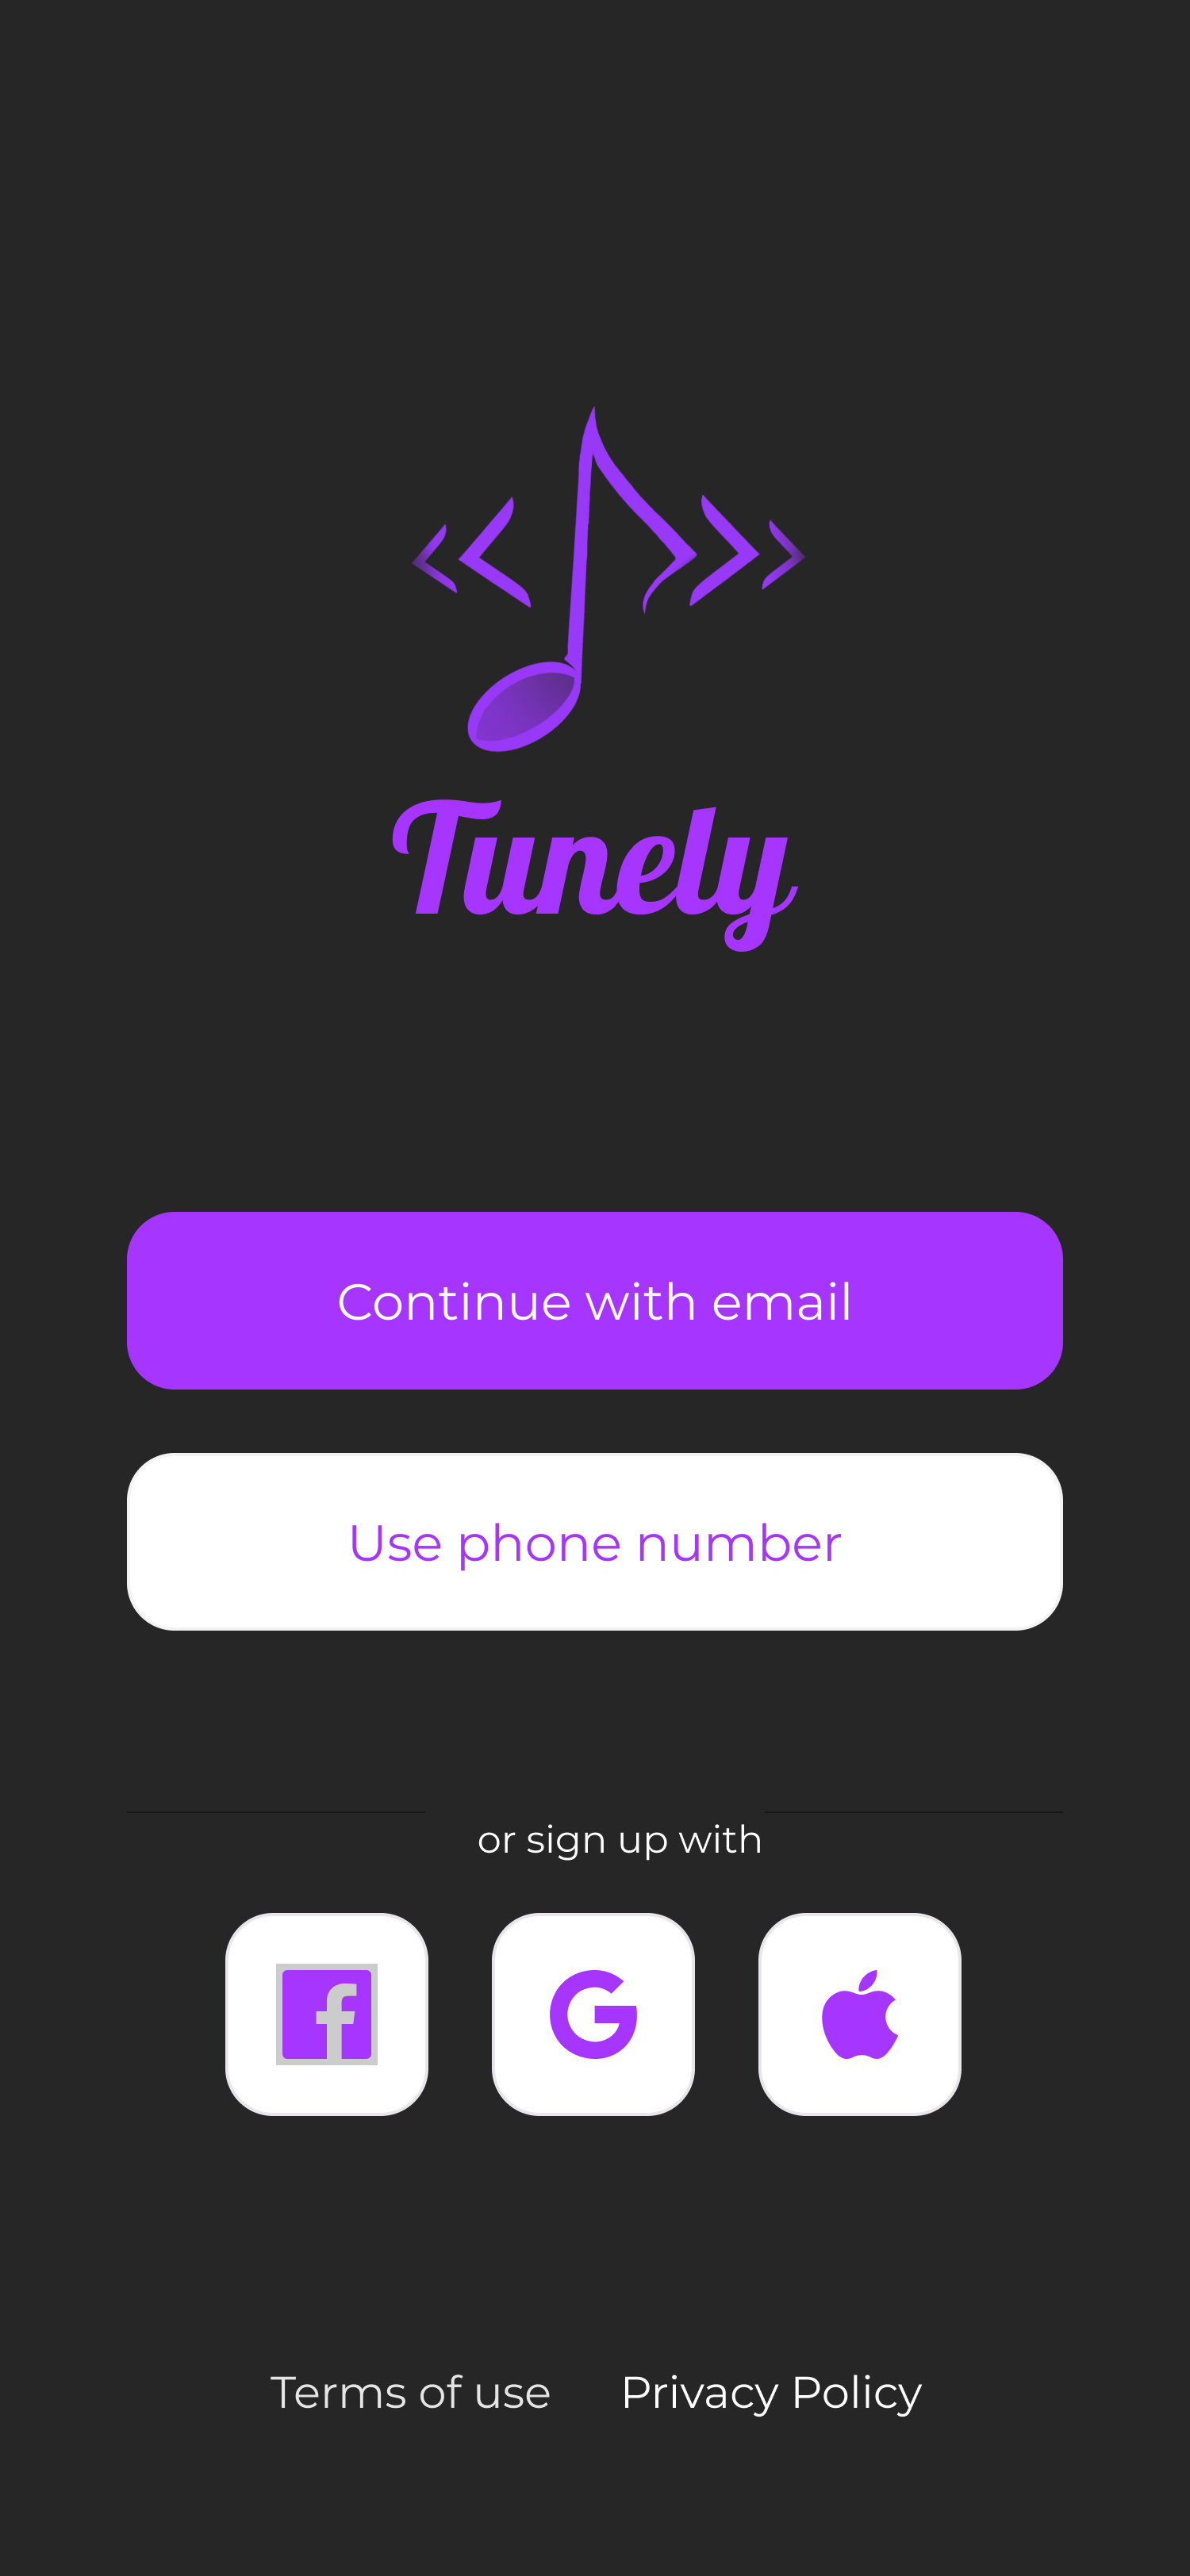 Tunely
Continue with email
Use phone number
or sign up with
Terms of use Privacy Policy